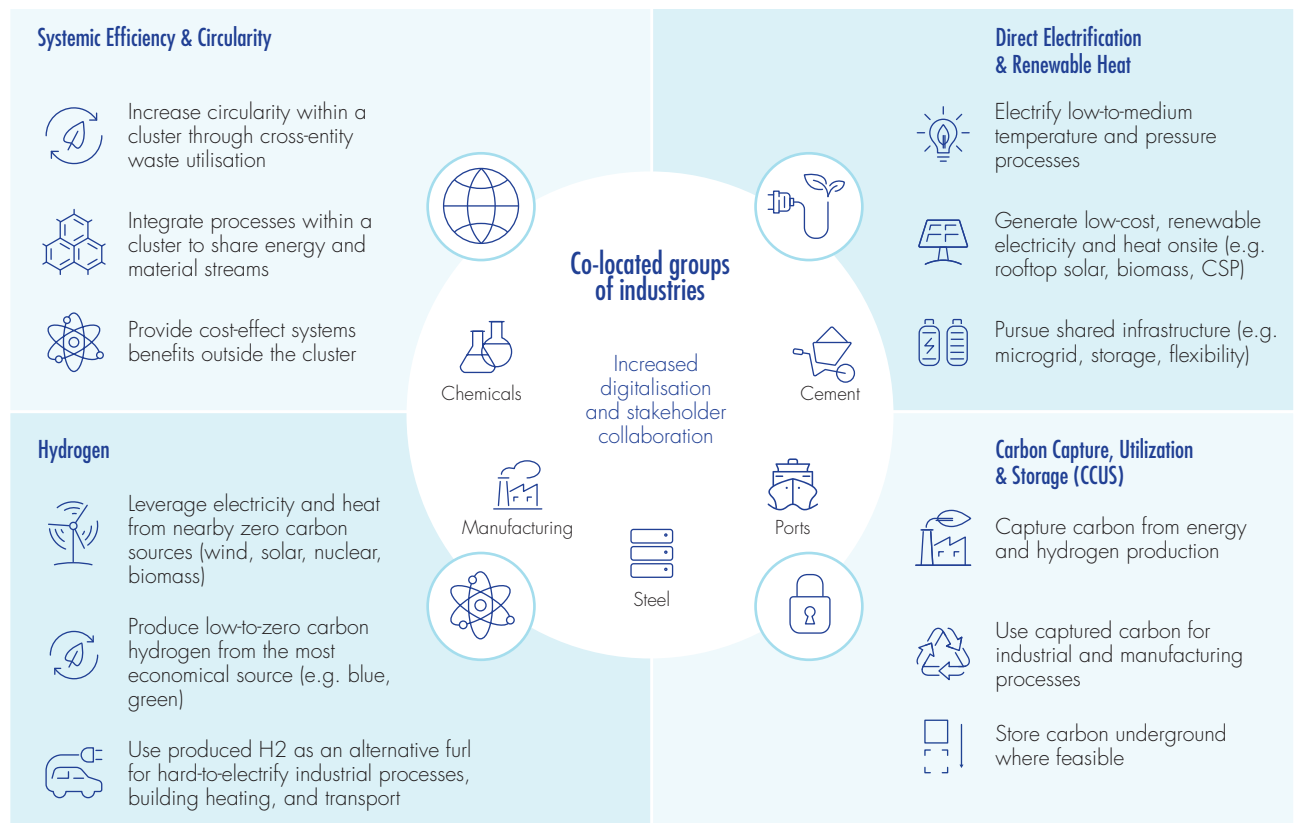 Systemic Efficiency & Circularity
Increase circularity within a
cluster through cross-entity
waste utilisation
Integrate processes within a
cluster to share energy and
material streams
Provide cost-effect systems
benefits outside the cluster
Direct Electrification
& Renewable Heat
Electrify low-to-medium
temperature and pressure
processes
Generate low-cost, renewable
electricity and heat onsite (e.g.
rooftop solar, biomass, CSP)
Pursue shared infrastructure (e.g.
microgrid, storage, flexibility)
Co-located groups
of industries
Increased
digitalisation
and stakeholder
collaboration
Chemicals
Cement
Manufacturing
Ports
Steel
Hydrogen
Leverage electricity and heat
from nearby zero carbon
sources (wind, solar, nuclear,
biomass)
Produce low-to-zero carbon
hydrogen from the most
economical source (e.g. blue,
green)
Use produced H2 as an alternative furl
for hard-to-electrify industrial processes,
building heating, and transport
Carbon Capture, Utilization
& Storage (CCUS)
Capture carbon from energy
and hydrogen production
Use captured carbon for
industrial and manufacturing
processes
Store carbon underground
where feasible